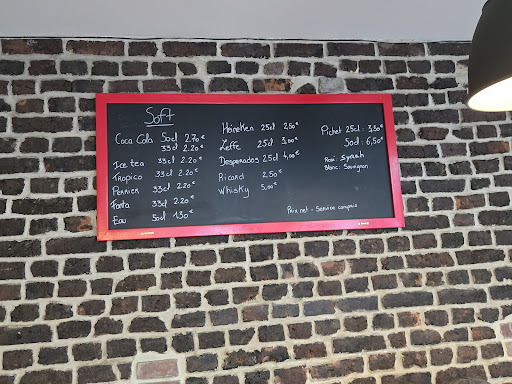 Soft
Coca Cola 50cl 2.70€
33cl 2.20€
Ice tea 33cl 2.20€
Tropico 33cl 2.20€
Perrier 33cl 2.20€
Fanta 33cl 2.20€
Eau 50cl 1.30€
Heineken 25cl 2,50€
Leffe 25cl 3,00€
Desperados 25cl 4,00€
Ricard 2,50€
Whisky 5,00€
Pichet 25cl: 3,50€
50cl: 6,50€
Rosé: Syrah
Blanc: Sauvignon
Prix net - Service compris